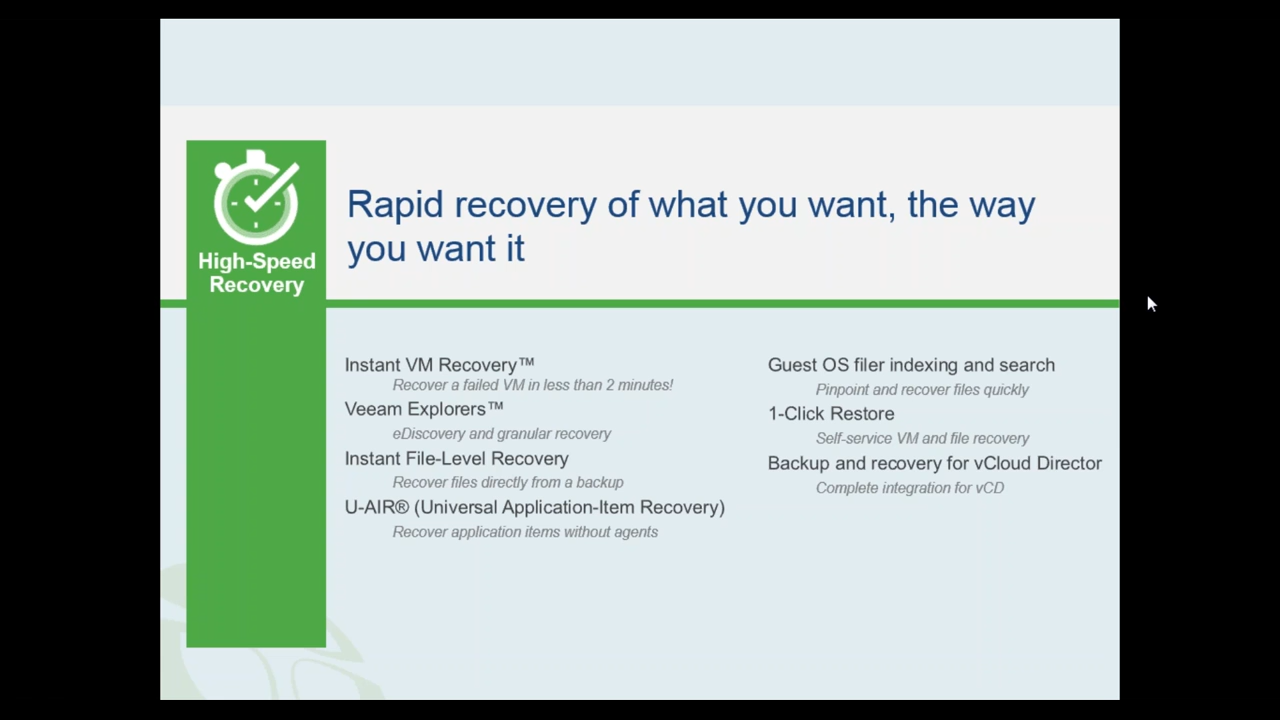 High-Speed
Recovery
Rapid recovery of what you want, the way
you want it
Instant VM Recovery™
Recover a failed VM in less than 2 minutes!
Veeam Explorers™
eDiscovery and granular recovery
Instant File-Level Recovery
Recover files directly from a backup
U-AIR® (Universal Application-Item Recovery)
Recover application items without agents
Guest OS filer indexing and search
Pinpoint and recover files quickly
1-Click Restore
Self-service VM and file recovery
Backup and recovery for vCloud Director
Complete integration for vCD